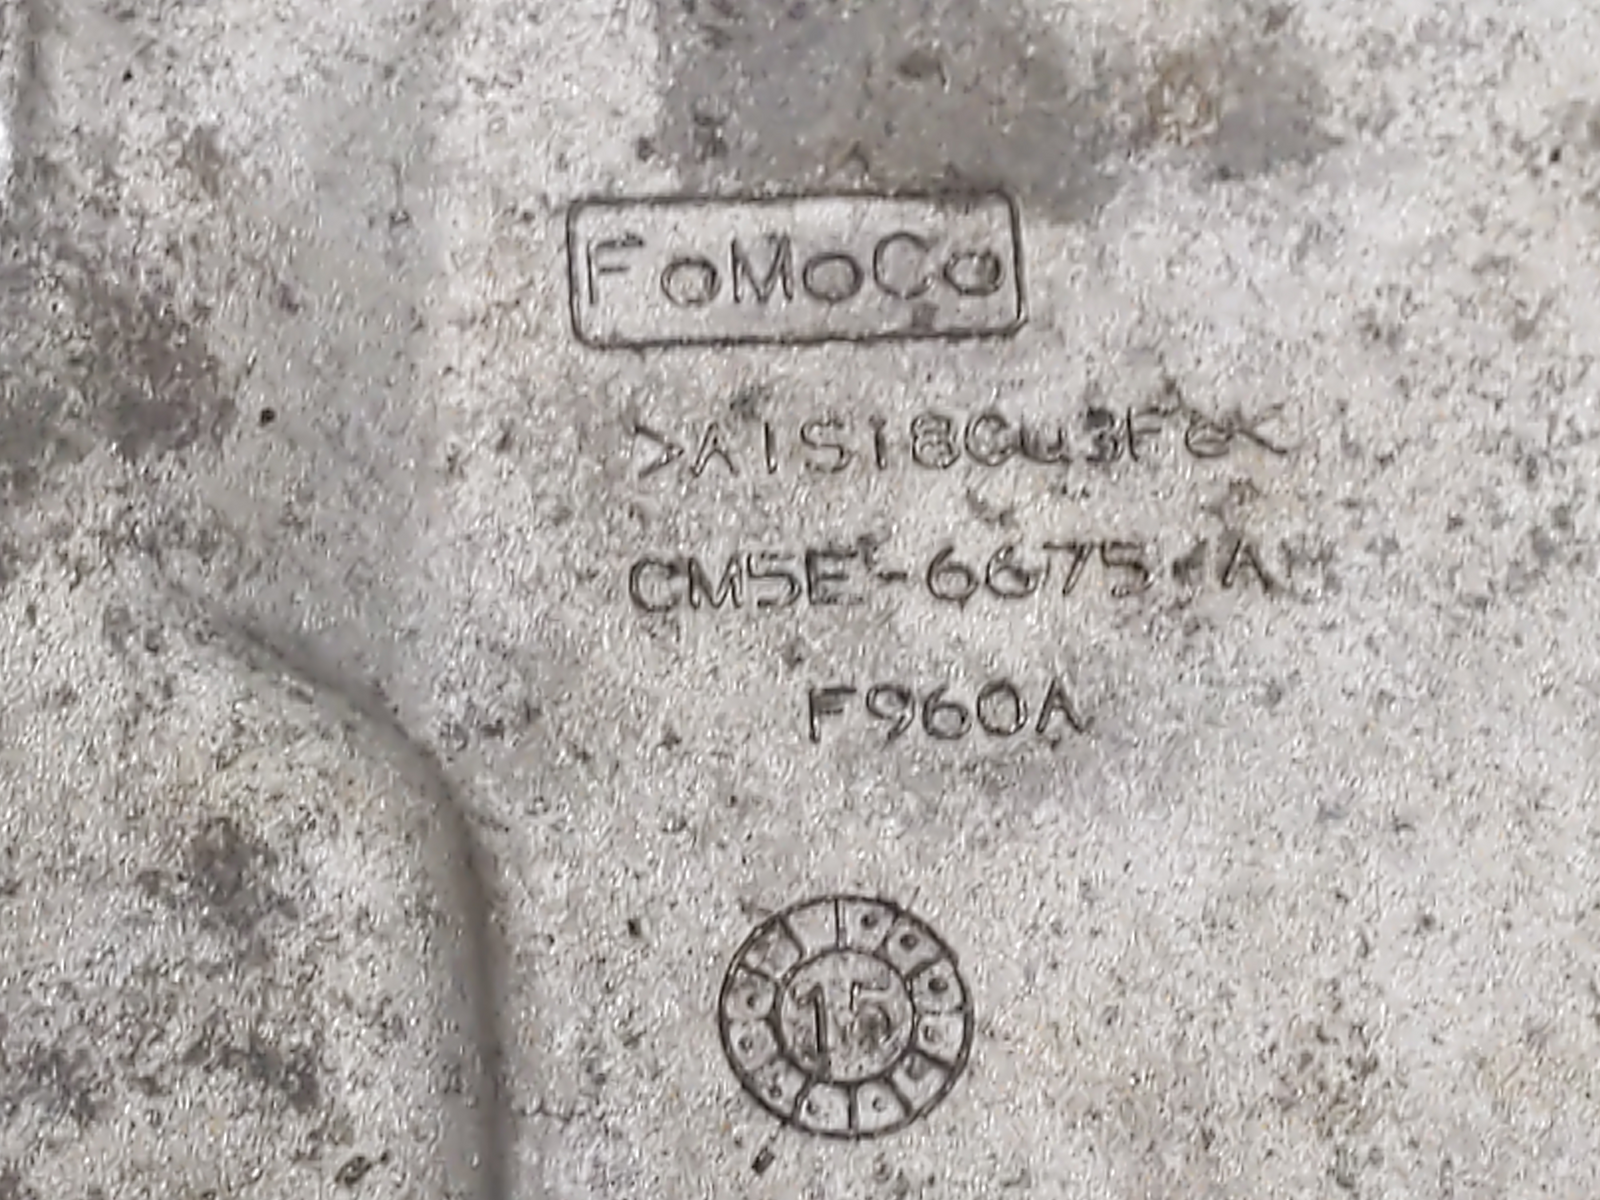 FoMoCo
>AlSi8Cu3Fe<
CM5E-6675-A
F960A
15